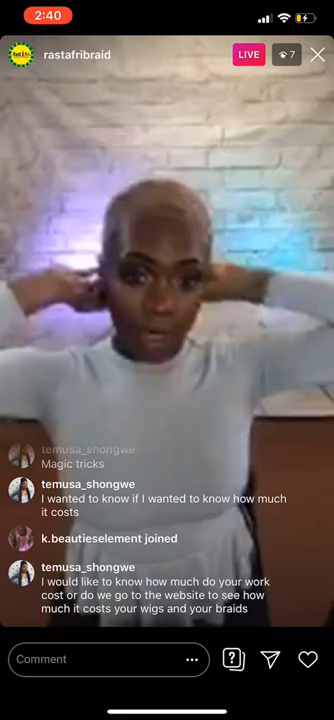 2:40
rastafribraid
LIVE
7
temusa_shongwe
Magic tricks
temusa_shongwe
I wanted to know if I wanted to know how much
it costs
k.beautieselement joined
temusa_shongwe
I would like to know how much do your work
cost or do we go to the website to see how
much it costs your wigs and your braids
Comment